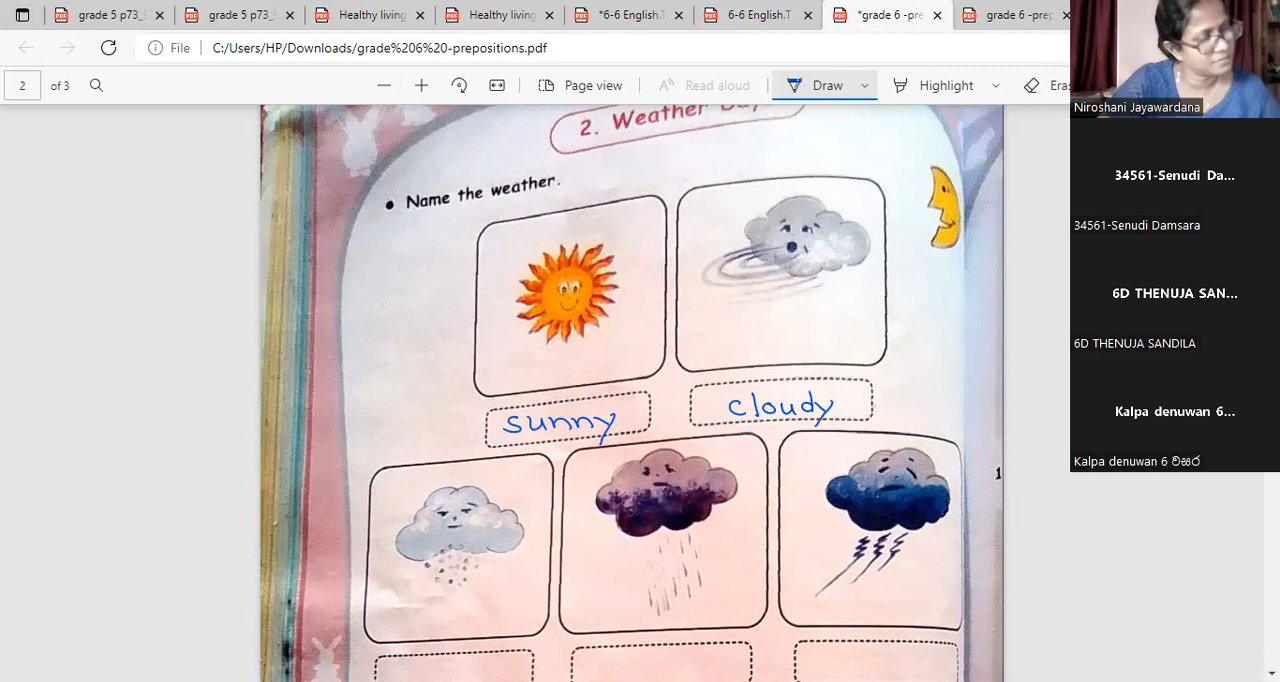 grade 5 p73_
grade 5 p73_
Healthy living
Healthy living
*6-6 English.T
6-6 English.T
*grade 6 -pre
grade 6 -prep
File
C:/Users/HP/Downloads/grade%206%20-prepositions.pdf
2
of 3
Page view
Read aloud
Draw
Highlight
Eras
2. Weather
• Name the weather.
sunny
cloudy
1
Niroshani Jayawardana
34561-Senudi Da...
34561-Senudi Damsara
6D THENUJA SAN...
6D THENUJA SANDILA
Kalpa denuwan 6...
Kalpa denuwan 6 විසර